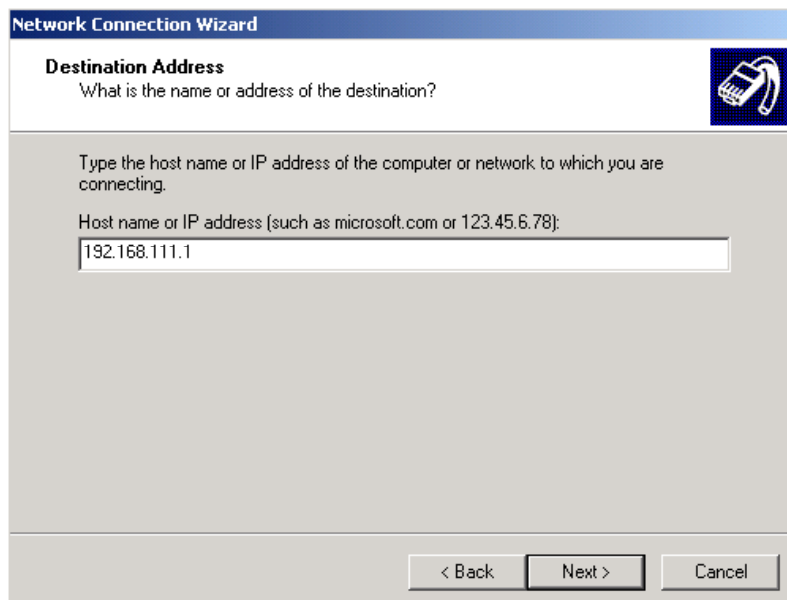 Network Connection Wizard
Destination Address
What is the name or address of the destination?
Type the host name or IP address of the computer or network to which you are
connecting.
Host name or IP address (such as microsoft.com or 123.45.6.78):
192.168.111.1
< Back
Next >
Cancel